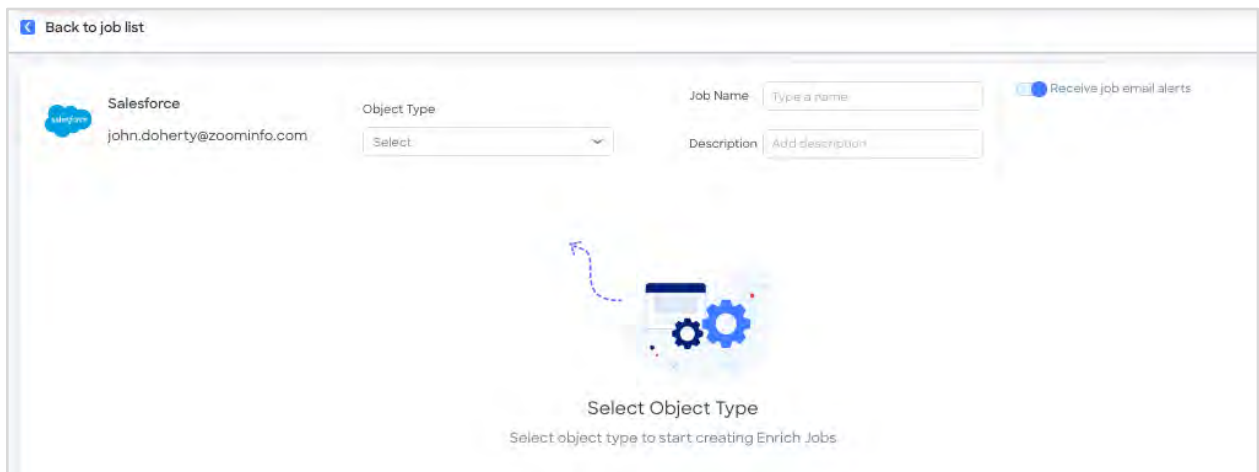 Back to job list
salesforce
Salesforce
john.doherty@zoominfo.com
Object Type
Select
Job Name
Type a name
Description
Add description
Receive job email alerts
Select Object Type
Select object type to start creating Enrich Jobs